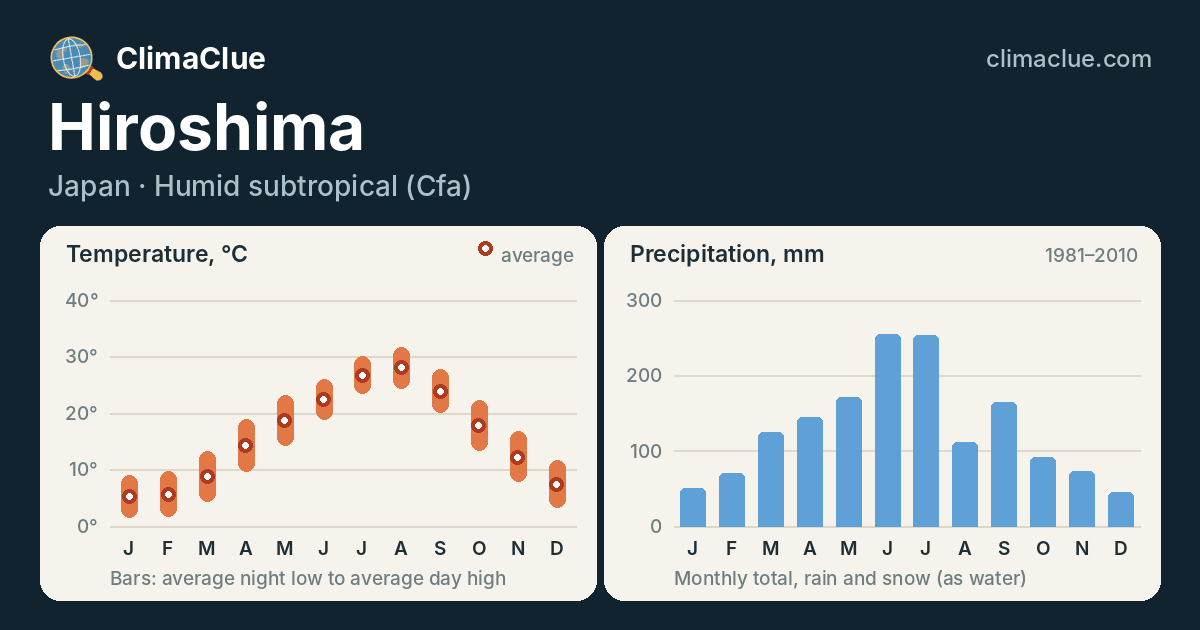 ClimaClue
climaclue.com
Hiroshima
Japan · Humid subtropical (Cfa)
Temperature, °C
average
40°
30°
20°
10°
0°
J F M A M J J A S O N D
Bars: average night low to average day high
Precipitation, mm
1981–2010
300
200
100
0
J F M A M J J A S O N D
Monthly total, rain and snow (as water)